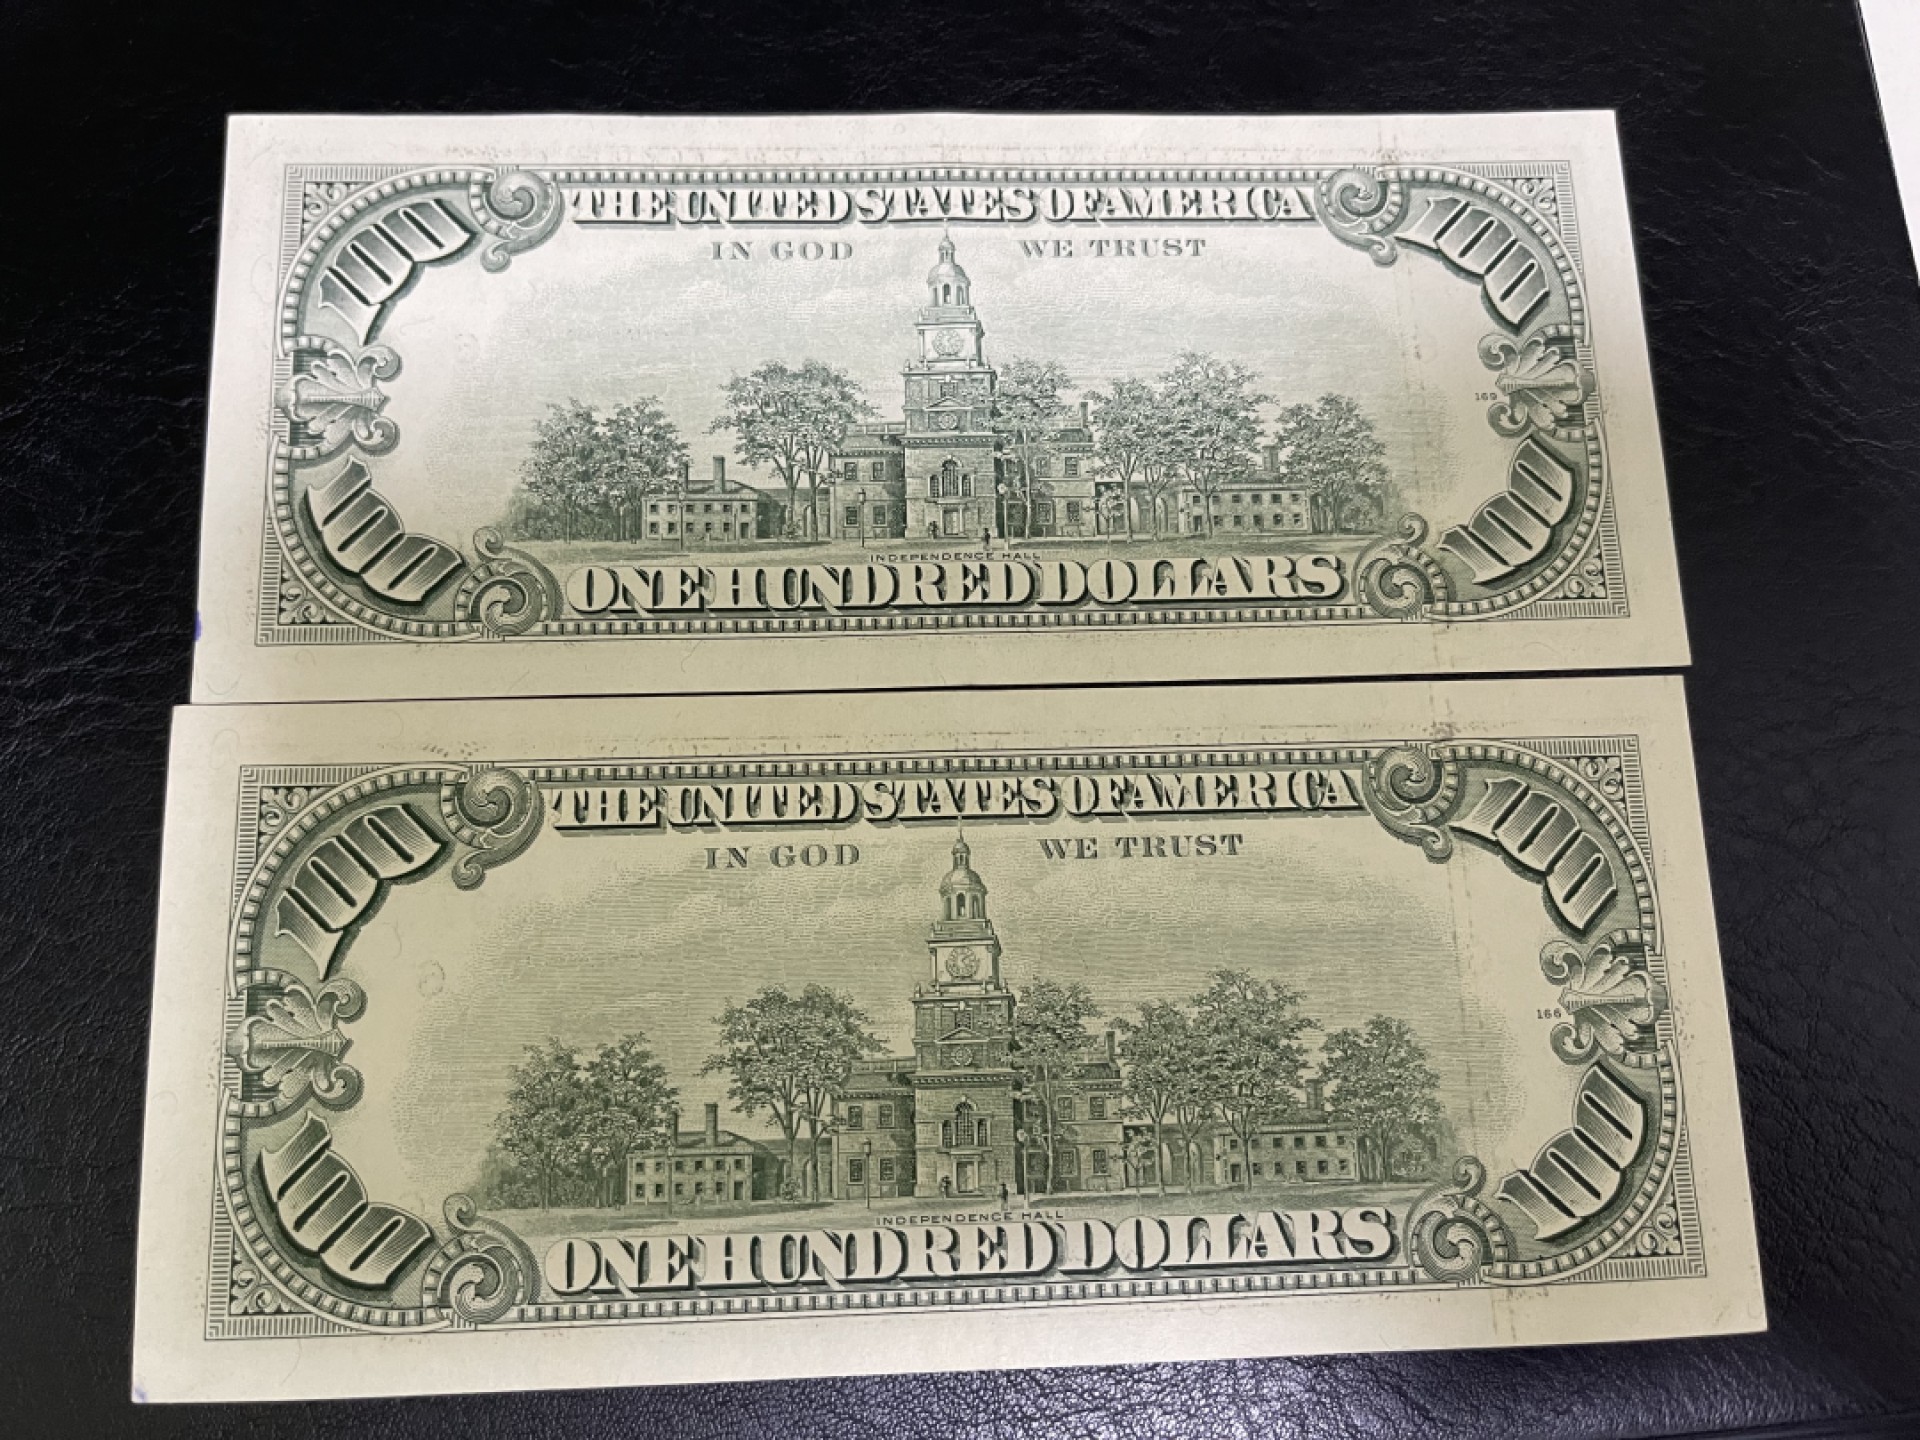 100 THE UNITED STATES OF AMERICA 100
IN GOD WE TRUST
169
INDEPENDENCE HALL
100 ONE HUNDRED DOLLARS 100
100 THE UNITED STATES OF AMERICA 100
IN GOD WE TRUST
166
INDEPENDENCE HALL
100 ONE HUNDRED DOLLARS 100